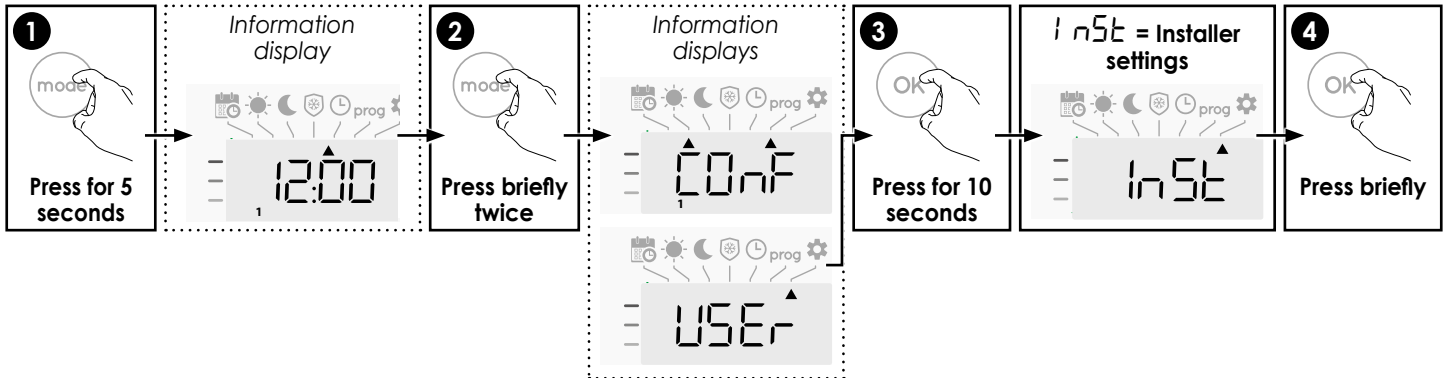 1
mode
Press for 5
seconds
Information
display
prog
12:00
1
2
mode
Press briefly
twice
Information
displays
prog
COnF
1
prog
USEr
3
OK
Press for 10
seconds
InSt = Installer
settings
prog
InSt
4
OK
Press briefly